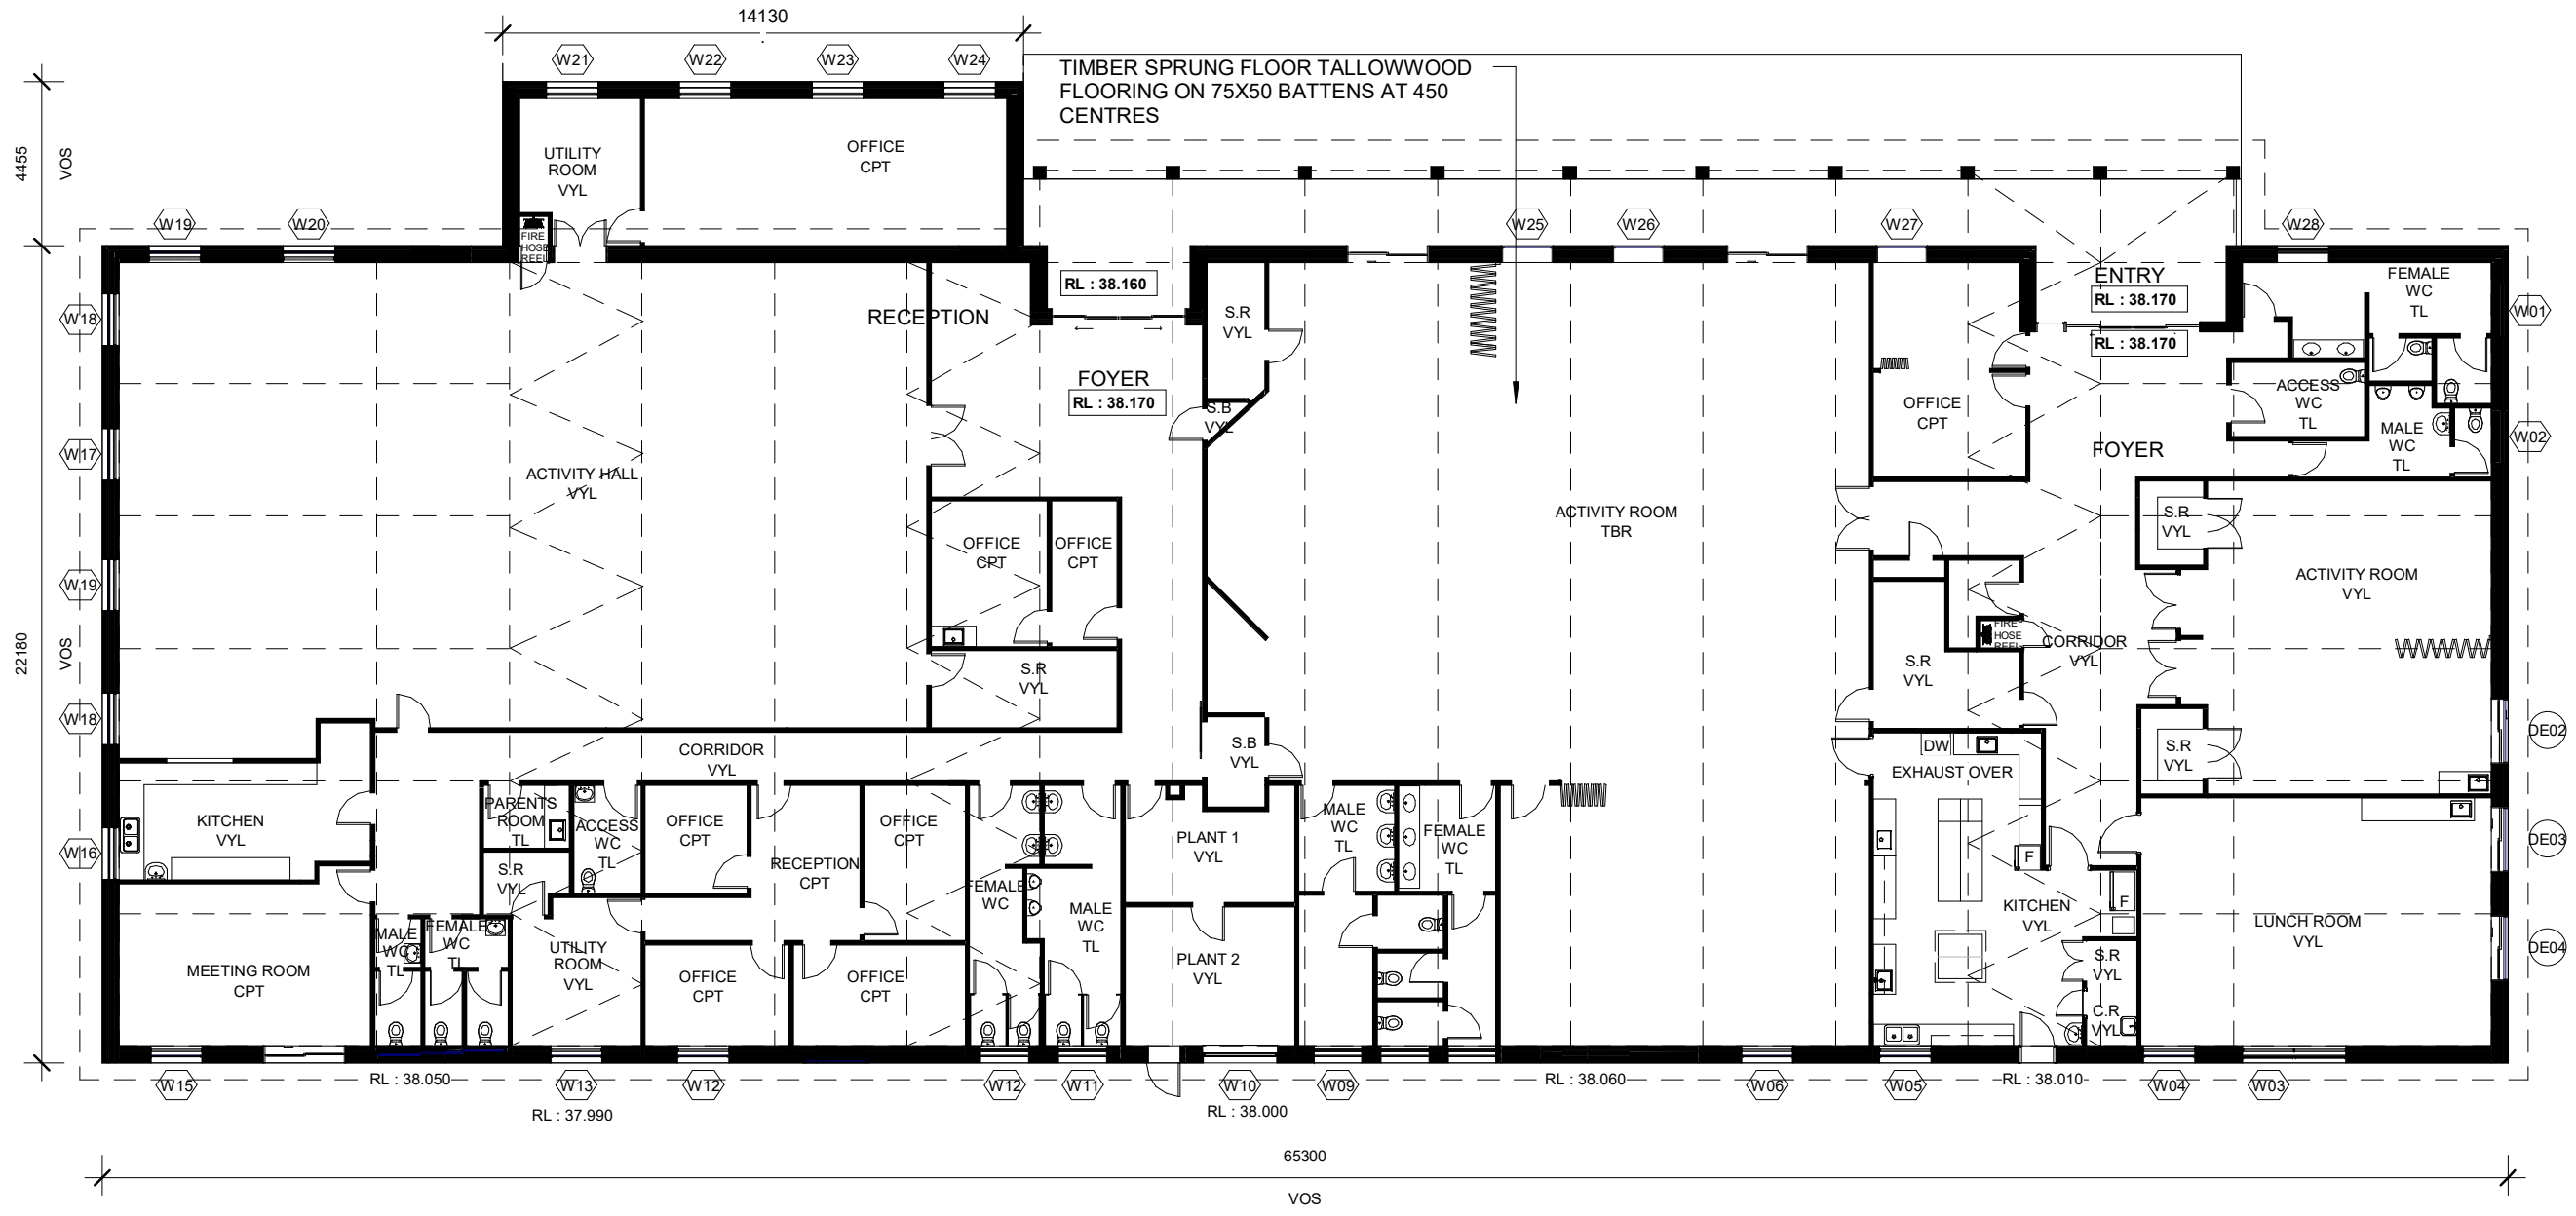 14130
W21
W22
W23
W24
TIMBER SPRUNG FLOOR TALLOWWOOD
FLOORING ON 75X50 BATTENS AT 450
CENTRES
4455
VOS
UTILITY
ROOM
VYL
OFFICE
CPT
W19
W20
FIRE
HOSE
REEL
W25
W26
W27
W28
W18
RECEPTION
RL : 38.160
S.R
VYL
ENTRY
RL : 38.170
RL : 38.170
FEMALE
WC
TL
W01
FOYER
RL : 38.170
S.B
VYL
OFFICE
CPT
ACCESS
WC
TL
MALE
WC
TL
W02
W17
FOYER
ACTIVITY HALL
VYL
ACTIVITY ROOM
TBR
S.R
VYL
OFFICE
CPT
OFFICE
CPT
ACTIVITY ROOM
VYL
W19
22180
VOS
FIRE
HOSE
REEL
CORRIDOR
VYL
S.R
VYL
S.R
VYL
W18
CORRIDOR
VYL
S.B
VYL
DW
EXHAUST OVER
S.R
VYL
DE02
KITCHEN
VYL
PARENTS
ROOM
TL
ACCESS
WC
TL
OFFICE
CPT
OFFICE
CPT
PLANT 1
VYL
MALE
WC
TL
FEMALE
WC
TL
F
DE03
W16
S.R
VYL
RECEPTION
CPT
FEMALE
WC
MALE
WC
TL
KITCHEN
VYL
F
LUNCH ROOM
VYL
MALE
WC
TL
FEMALE
WC
TL
UTILITY
ROOM
VYL
MEETING ROOM
CPT
OFFICE
CPT
OFFICE
CPT
PLANT 2
VYL
S.R
VYL
C.R
VYL
DE04
W15
RL : 38.050
W13
W12
W12
W11
W10
W09
RL : 38.060
W06
W05
RL : 38.010
W04
W03
RL : 37.990
RL : 38.000
65300
VOS